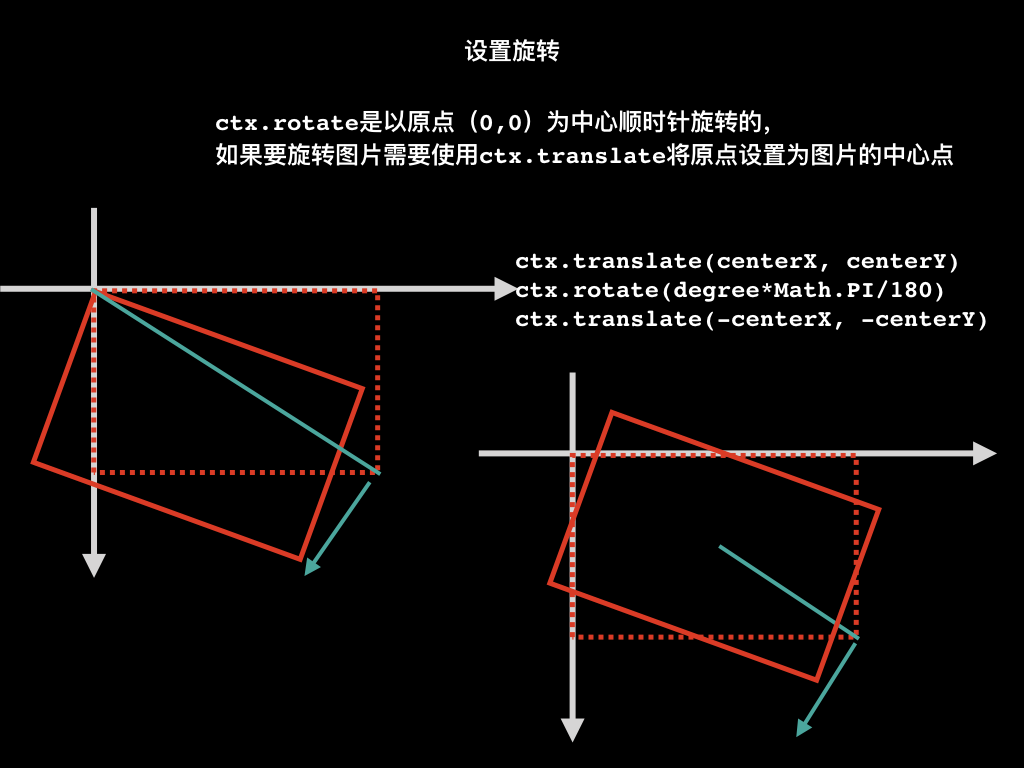 设置旋转
ctx.rotate是以原点（0,0）为中心顺时针旋转的，
如果要旋转图片需要使用ctx.translate将原点设置为图片的中心点
ctx.translate(centerX, centerY)
ctx.rotate(degree*Math.PI/180)
ctx.translate(-centerX, -centerY)